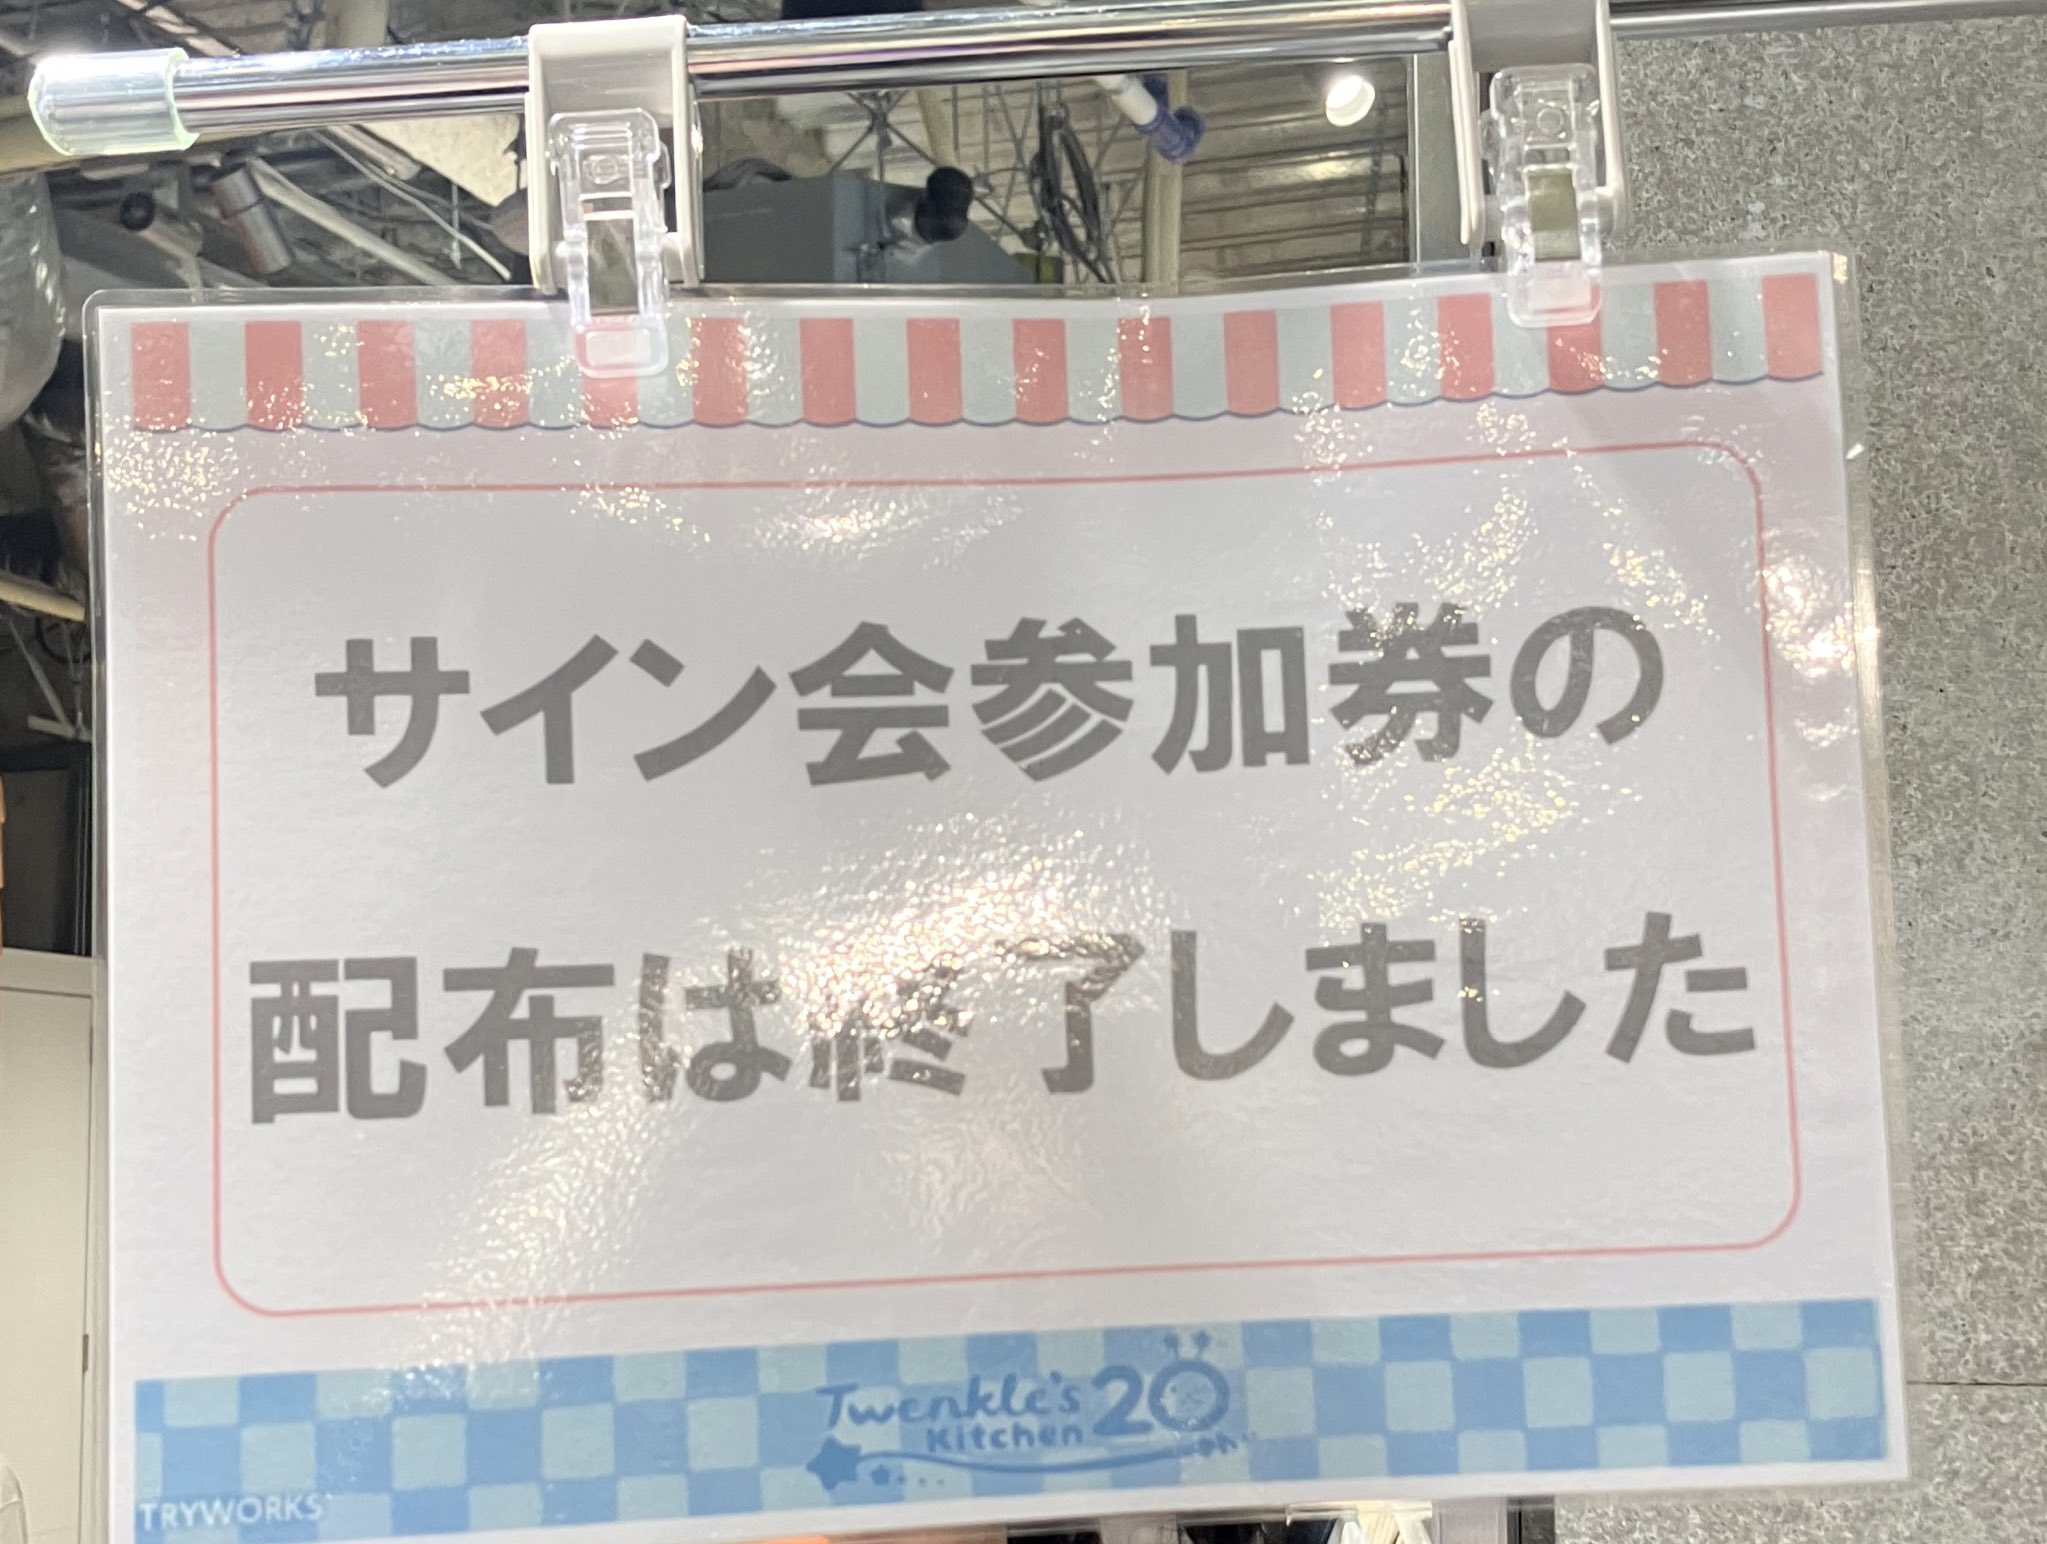 サイン会参加券の
配布は終了しました
Twenkle's 20
Kitchen
TRYWORKS